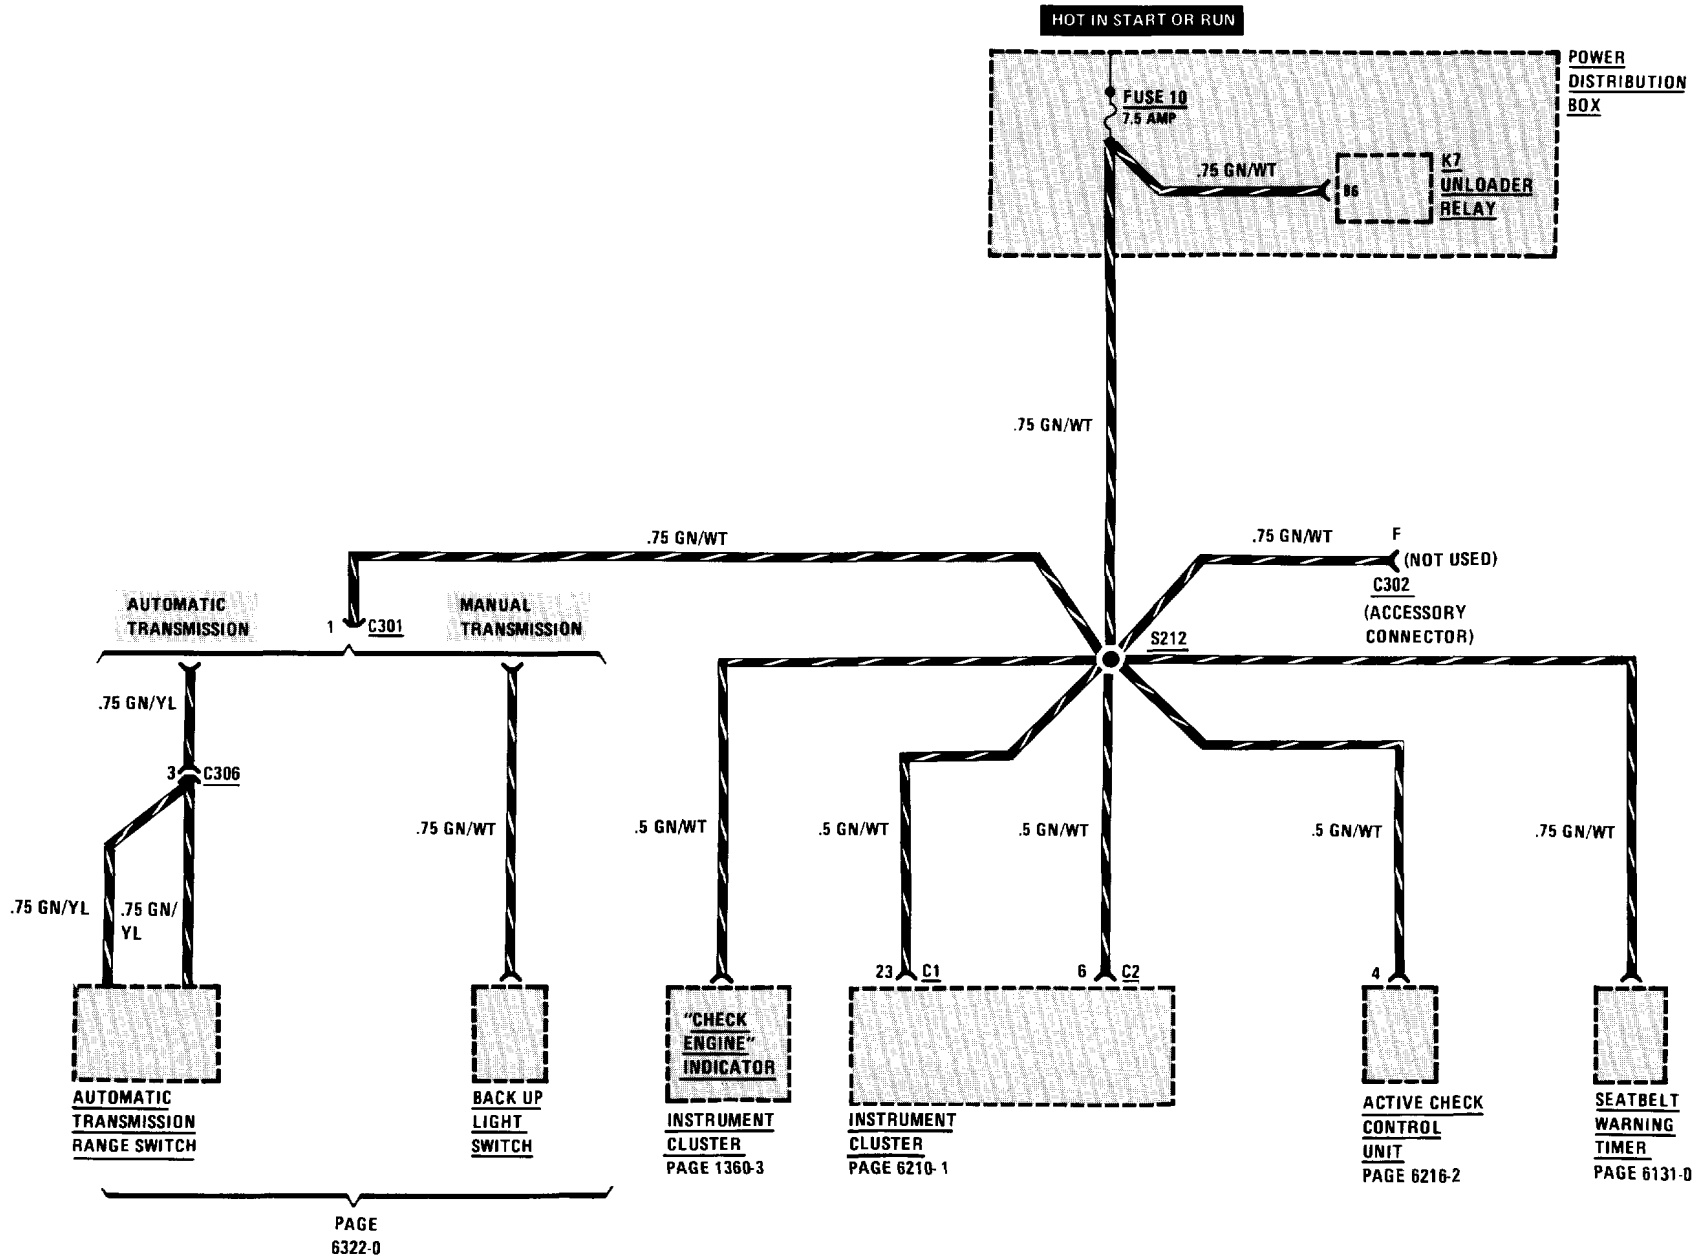 HOT IN START OR RUN
POWER
DISTRIBUTION
BOX
FUSE 10
7.5 AMP
.75 GN/WT
86
K7
UNLOADER
RELAY
.75 GN/WT
.75 GN/WT
.75 GN/WT
F
(NOT USED)
C302
(ACCESSORY
CONNECTOR)
AUTOMATIC
TRANSMISSION
1
C301
MANUAL
TRANSMISSION
S212
.75 GN/YL
3
C306
.75 GN/WT
.5 GN/WT
.5 GN/WT
.5 GN/WT
.5 GN/WT
.75 GN/WT
.75 GN/YL
.75 GN/
YL
23
C1
6
C2
4
"CHECK
ENGINE"
INDICATOR
AUTOMATIC
TRANSMISSION
RANGE SWITCH
BACK UP
LIGHT
SWITCH
INSTRUMENT
CLUSTER
PAGE 1360-3
INSTRUMENT
CLUSTER
PAGE 6210-1
ACTIVE CHECK
CONTROL
UNIT
PAGE 6216-2
SEATBELT
WARNING
TIMER
PAGE 6131-0
PAGE
6322-0